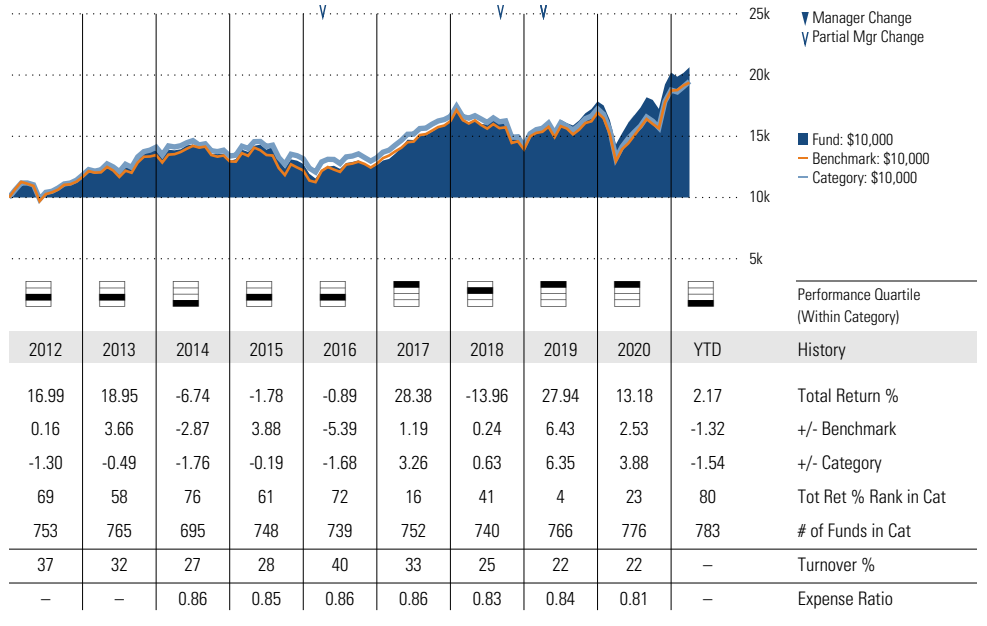 25k
20k
15k
10k
5k
Manager Change
Partial Mgr Change
Fund: $10,000
Benchmark: $10,000
Category: $10,000
Performance Quartile
(Within Category)
2012 2013 2014 2015 2016 2017 2018 2019 2020 YTD History
16.99 18.95 -6.74 -1.78 -0.89 28.38 -13.96 27.94 13.18 2.17 Total Return %
0.16 3.66 -2.87 3.88 -5.39 1.19 0.24 6.43 2.53 -1.32 +/- Benchmark
-1.30 -0.49 -1.76 -0.19 -1.68 3.26 0.63 6.35 3.88 -1.54 +/- Category
69 58 76 61 72 16 41 4 23 80 Tot Ret % Rank in Cat
753 765 695 748 739 752 740 766 776 783 # of Funds in Cat
37 32 27 28 40 33 25 22 22 – Turnover %
– – 0.86 0.85 0.86 0.86 0.83 0.84 0.81 – Expense Ratio